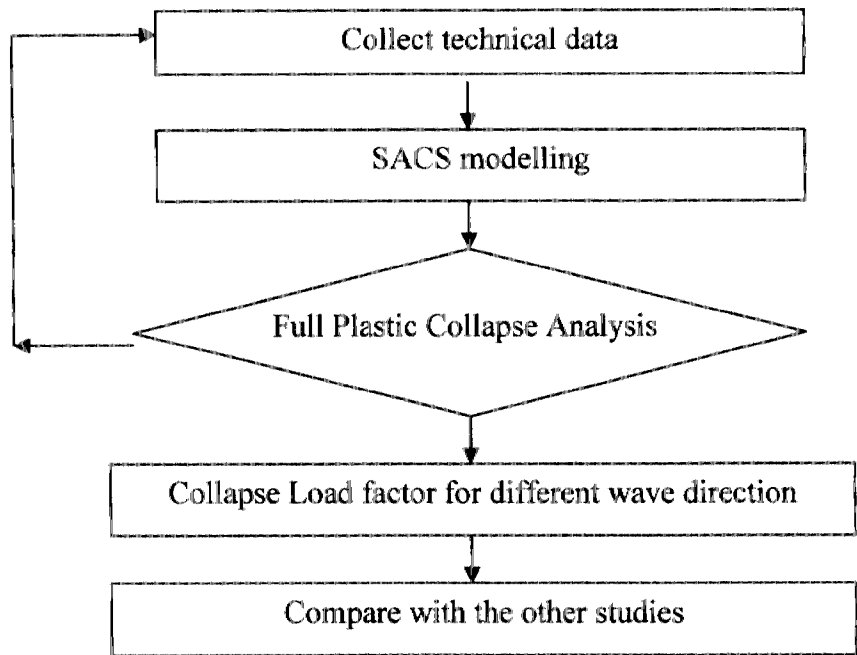 Collect technical data
SACS modelling
Full Plastic Collapse Analysis
Collapse Load factor for different wave direction
Compare with the other studies